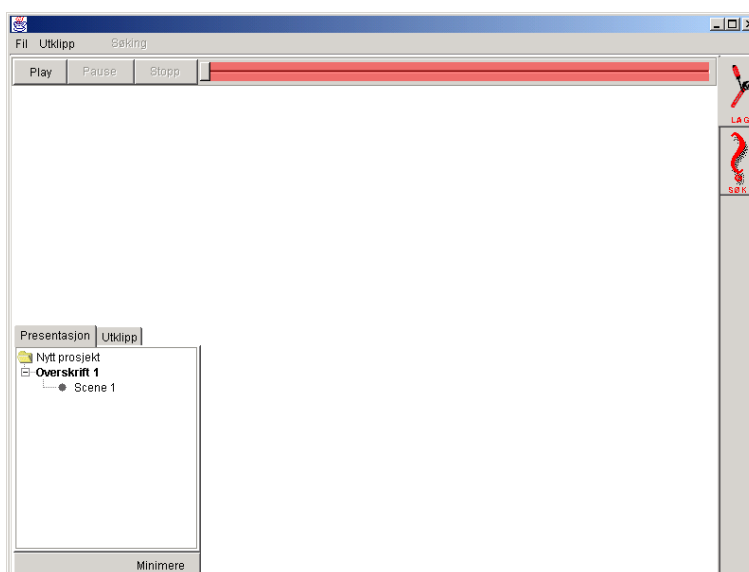 Fil Utklipp Søking
Play Pause Stopp
LAG
SØK
Presentasjon Utklipp
Nytt prosjekt
Overskrift 1
Scene 1
Minimere